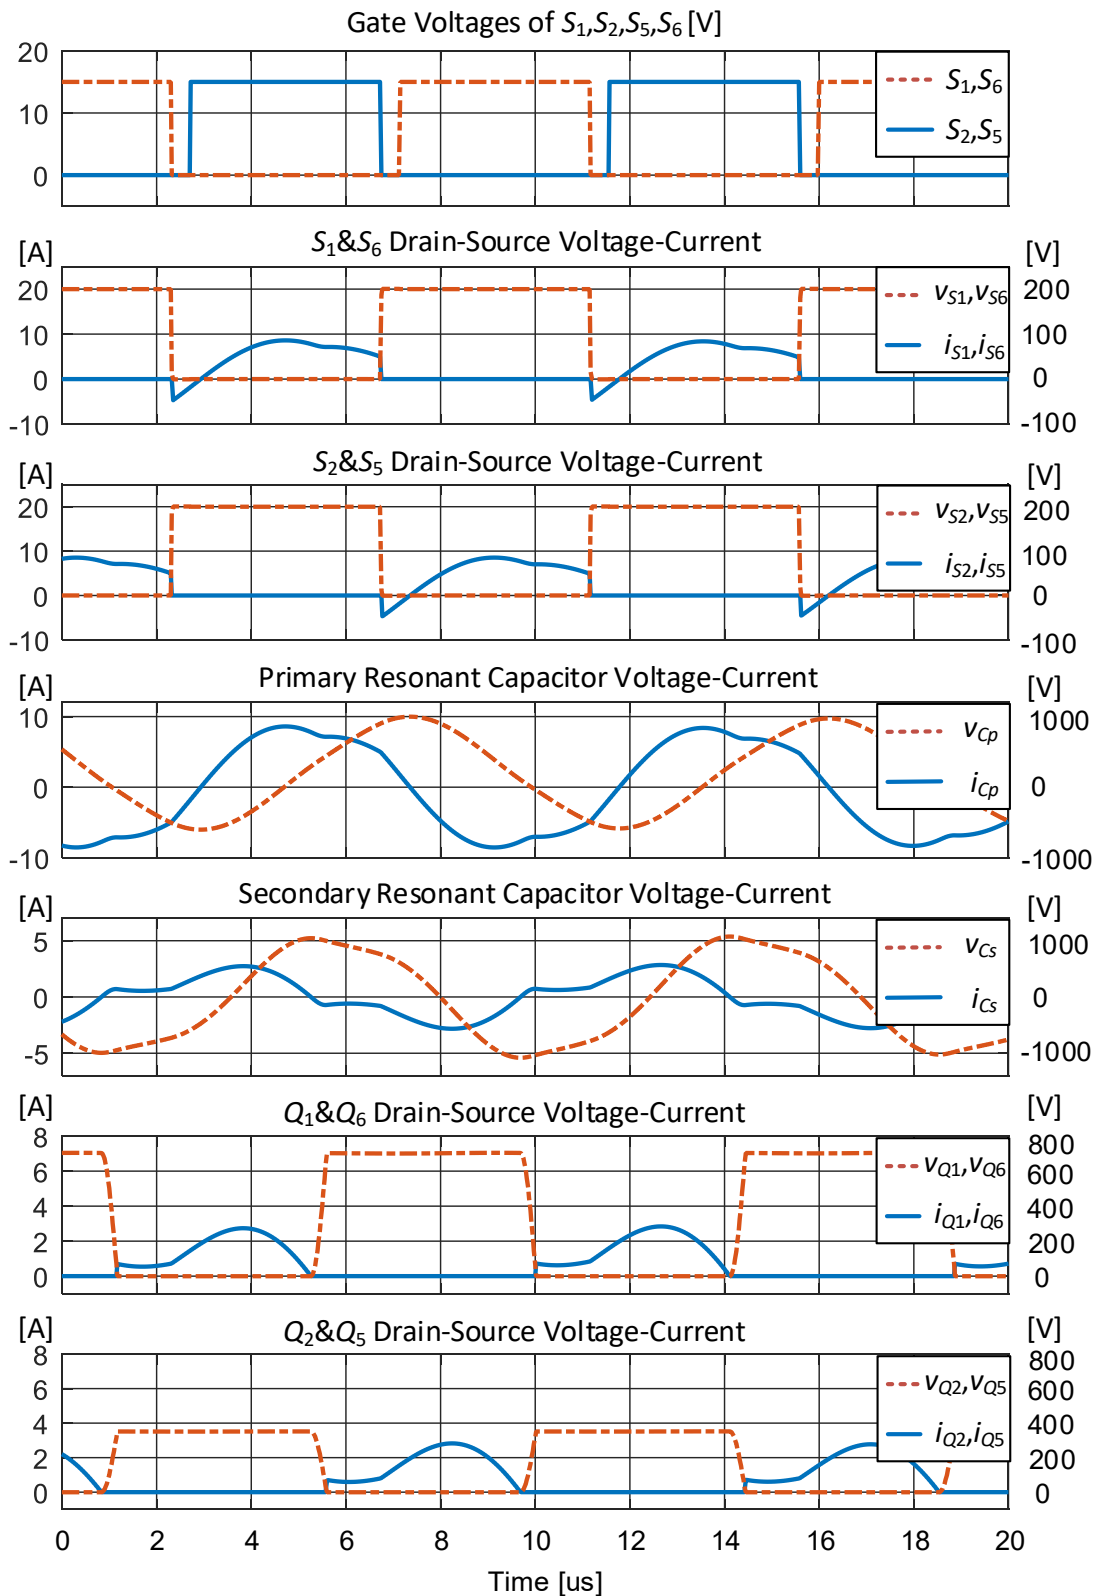 Gate Voltages of S1,S2,S5,S6 [V]
20
10
0
S1,S6
S2,S5
[A]
S1&S6 Drain-Source Voltage-Current
[V]
20
10
0
-10
200
100
0
-100
vS1,vS6
iS1,iS6
[A]
S2&S5 Drain-Source Voltage-Current
[V]
20
10
0
-10
200
100
0
-100
vS2,vS5
iS2,iS5
[A]
Primary Resonant Capacitor Voltage-Current
[V]
10
0
-10
1000
0
-1000
vCp
iCp
[A]
Secondary Resonant Capacitor Voltage-Current
[V]
5
0
-5
1000
0
-1000
vCs
iCs
[A]
Q1&Q6 Drain-Source Voltage-Current
[V]
8
6
4
2
0
800
600
400
200
0
vQ1,vQ6
iQ1,iQ6
[A]
Q2&Q5 Drain-Source Voltage-Current
[V]
8
6
4
2
0
800
600
400
200
0
vQ2,vQ5
iQ2,iQ5
0 2 4 6 8 10 12 14 16 18 20
Time [us]